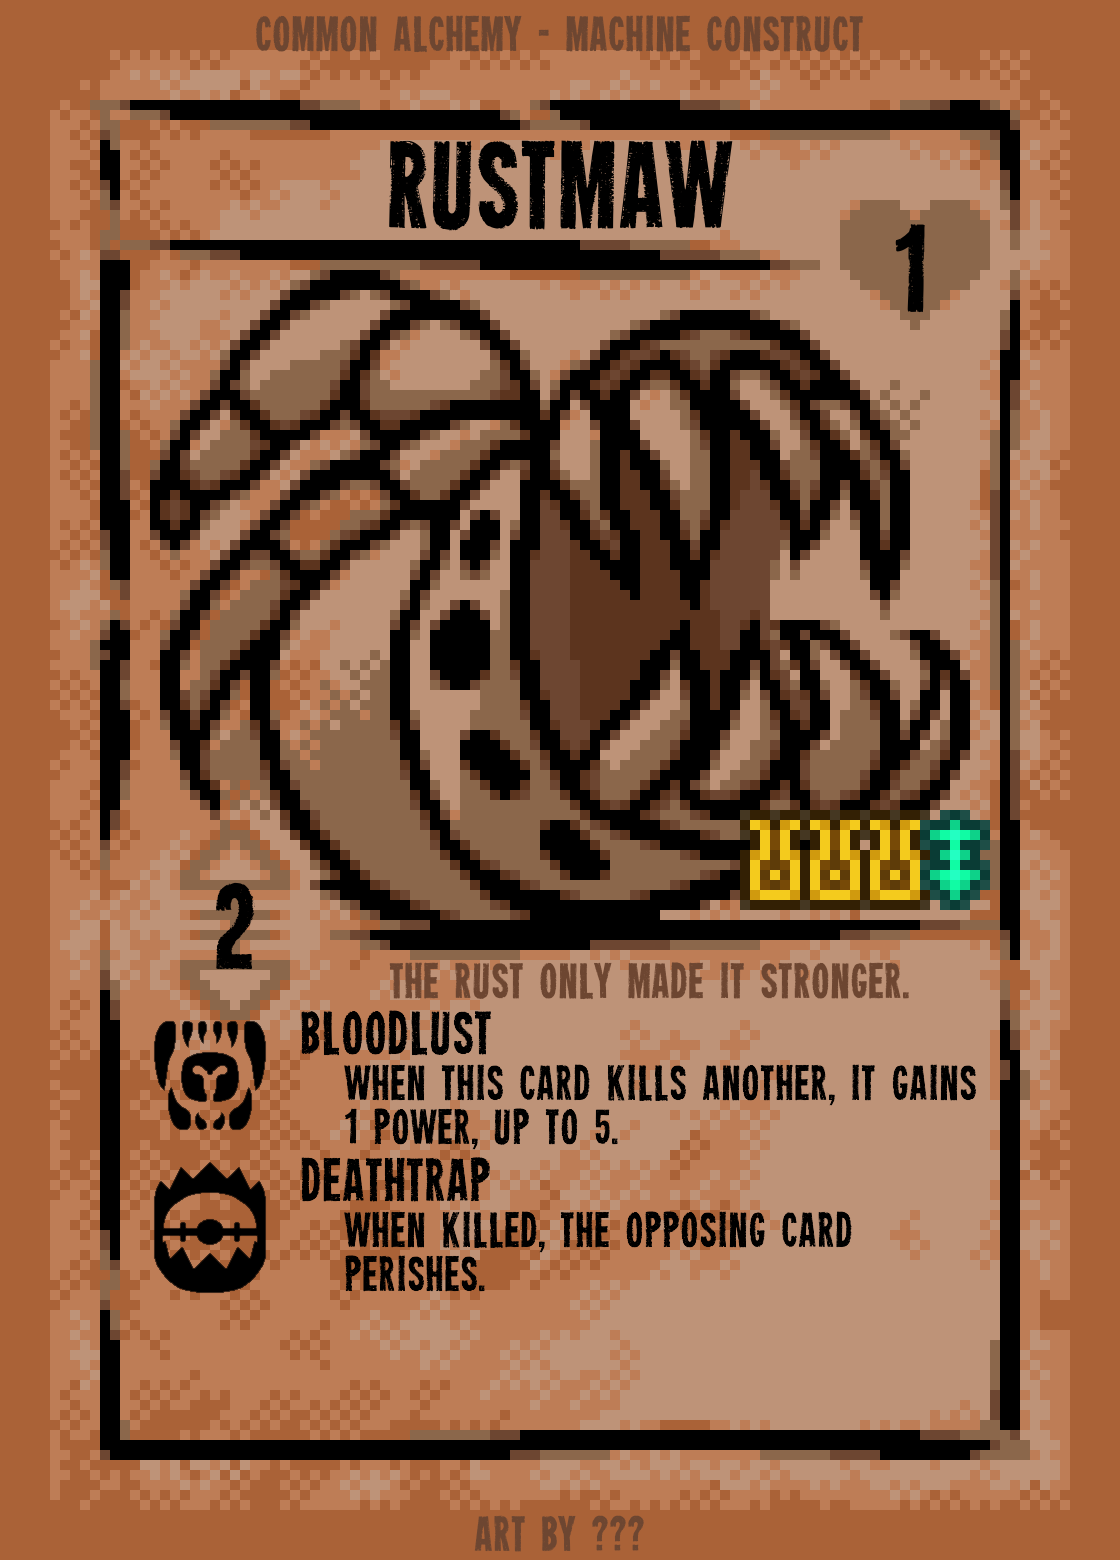 COMMON ALCHEMY - MACHINE CONSTRUCT
RUSTMAW
1
2
THE RUST ONLY MADE IT STRONGER.
BLOODLUST
WHEN THIS CARD KILLS ANOTHER, IT GAINS
1 POWER, UP TO 5.
DEATHTRAP
WHEN KILLED, THE OPPOSING CARD
PERISHES.
ART BY ???